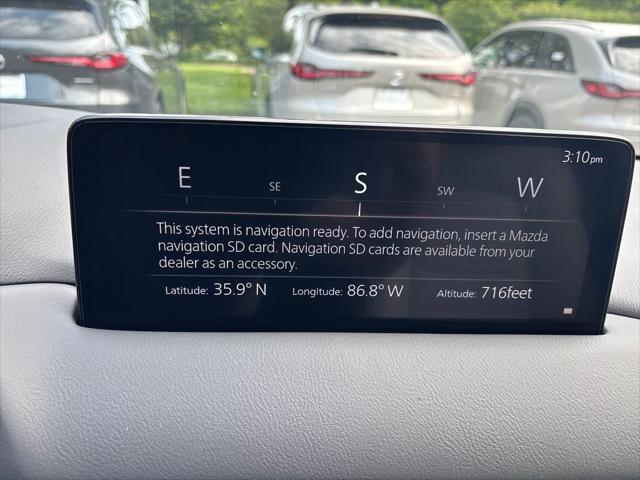 3:10pm
E SE S SW W
This system is navigation ready. To add navigation, insert a Mazda
navigation SD card. Navigation SD cards are available from your
dealer as an accessory.
Latitude: 35.9° N Longitude: 86.8° W Altitude: 716feet